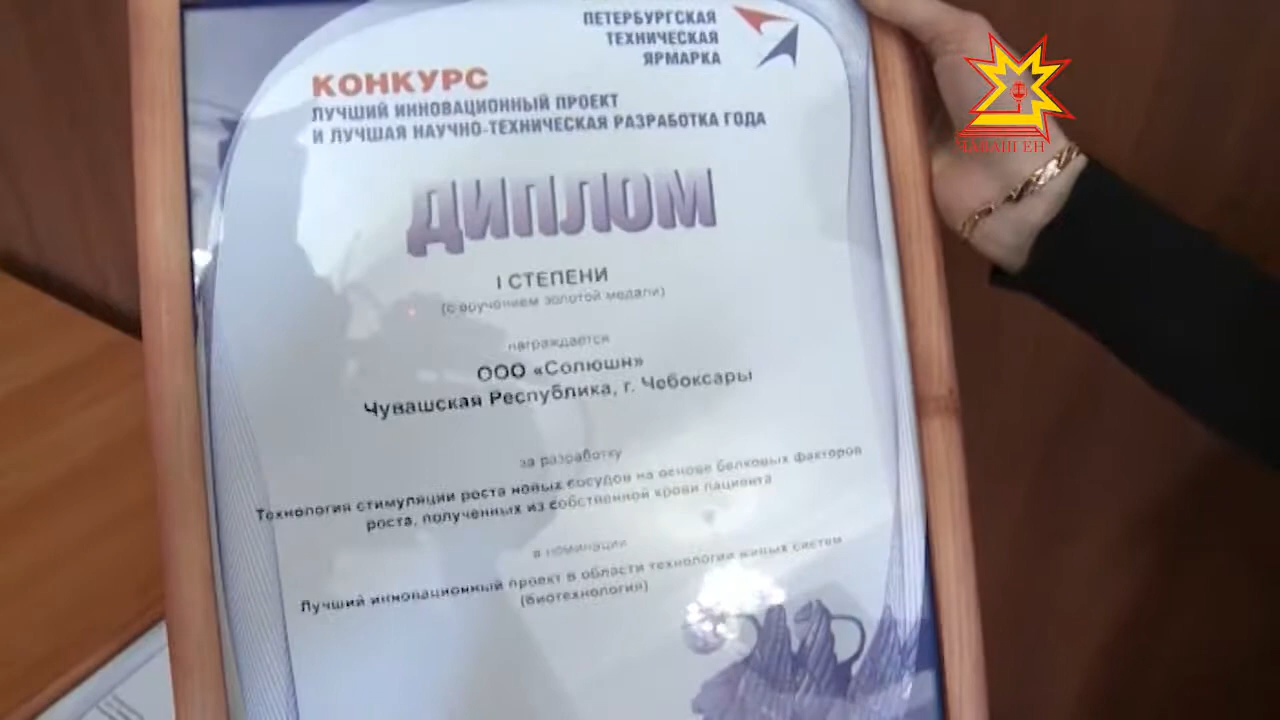 ПЕТЕРБУРГСКАЯ
ТЕХНИЧЕСКАЯ
ЯРМАРКА
КОНКУРС
ЛУЧШИЙ ИННОВАЦИОННЫЙ ПРОЕКТ
И ЛУЧШАЯ НАУЧНО-ТЕХНИЧЕСКАЯ РАЗРАБОТКА ГОДА
ДИПЛОМ
I СТЕПЕНИ
(с вручением золотой медали)
награждается
ООО «Солюшн»
Чувашская Республика, г. Чебоксары
за разработку
Технология стимуляции роста новых сосудов на основе белковых факторов
роста, полученных из собственной крови пациента
в номинации
Лучший инновационный проект в области технологии живых систем
(биотехнология)
ЧĂВАШ ЕН